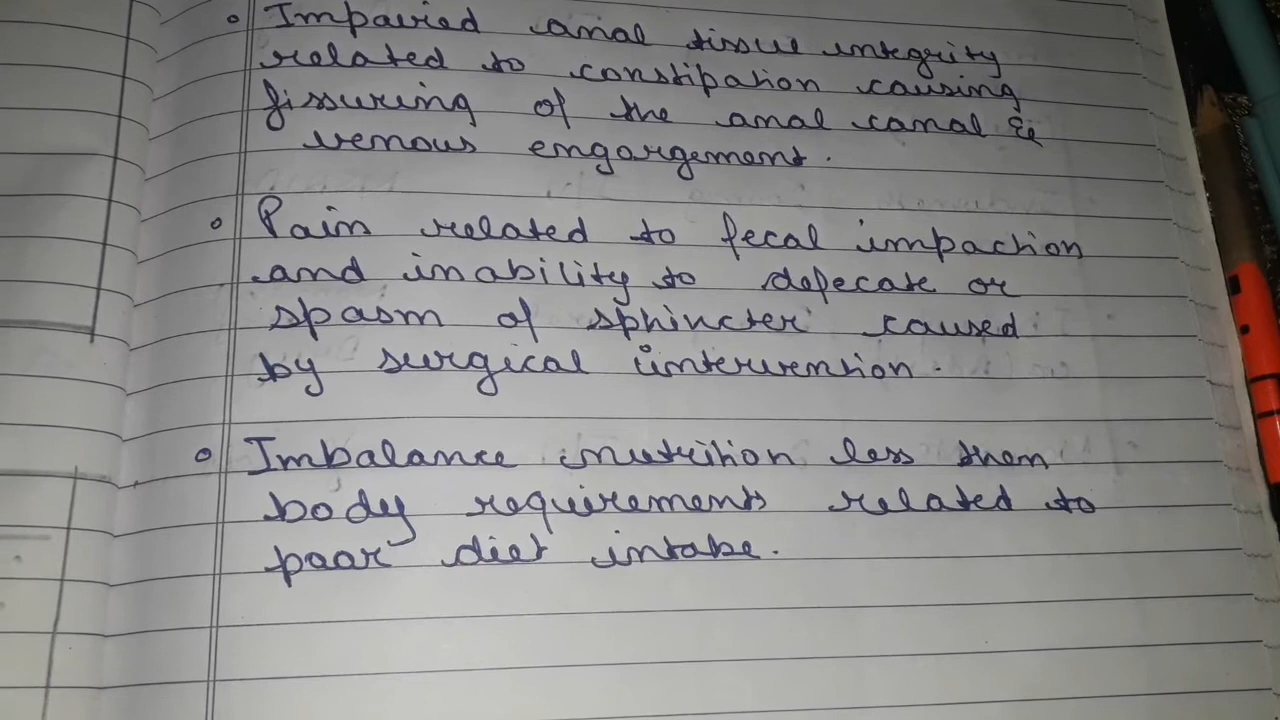 Impaired anal tissue integrity
related to constipation causing
fissuring of the anal canal &
venous engorgement.
Pain related to fecal impaction
and inability to defecate or
spasm of sphincter caused
by surgical intervention.
Imbalance nutrition less then
body requirements related to
poor diet intake.